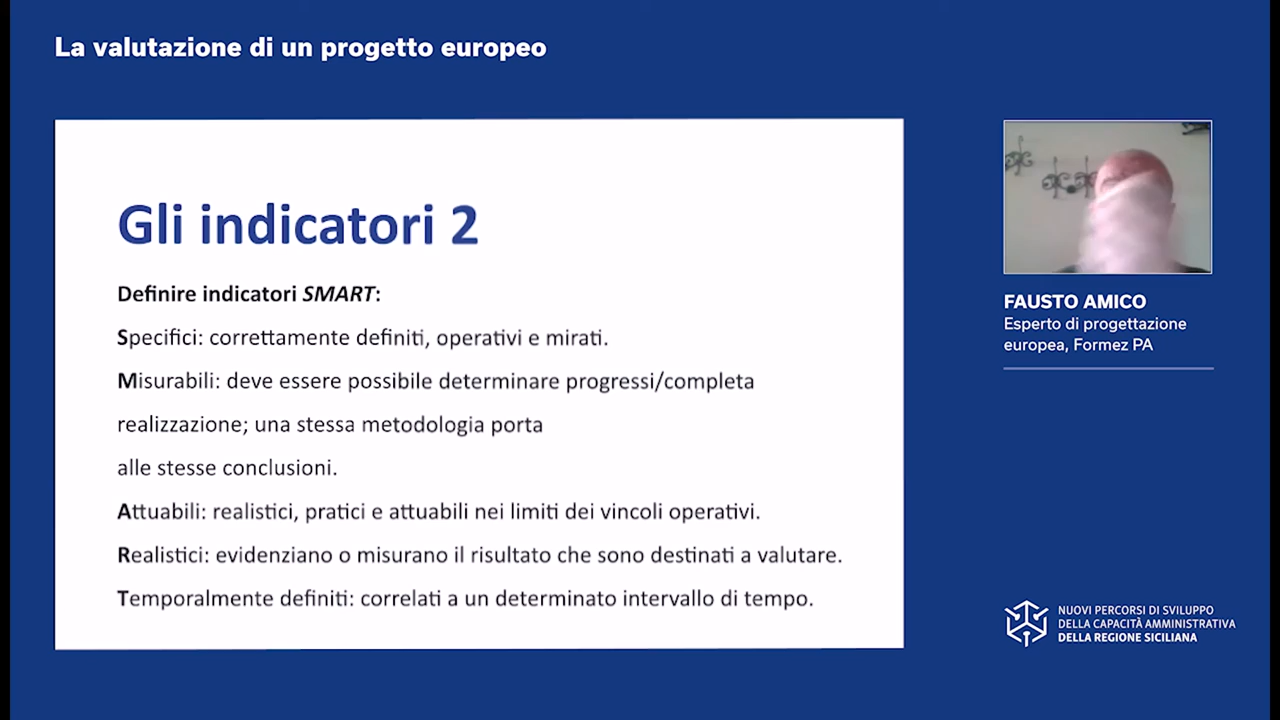 La valutazione di un progetto europeo
Gli indicatori 2
Definire indicatori SMART:
Specifici: correttamente definiti, operativi e mirati.
Misurabili: deve essere possibile determinare progressi/completa
realizzazione; una stessa metodologia porta
alle stesse conclusioni.
Attuabili: realistici, pratici e attuabili nei limiti dei vincoli operativi.
Realistici: evidenziano o misurano il risultato che sono destinati a valutare.
Temporalmente definiti: correlati a un determinato intervallo di tempo.
FAUSTO AMICO
Esperto di progettazione
europea, Formez PA
NUOVI PERCORSI DI SVILUPPO
DELLA CAPACITÀ AMMINISTRATIVA
DELLA REGIONE SICILIANA